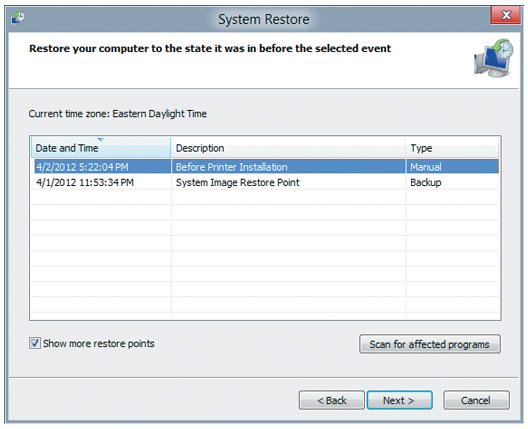 System Restore
Restore your computer to the state it was in before the selected event
Current time zone: Eastern Daylight Time
Date and Time Description Type
4/2/2012 5:22:04 PM Before Printer Installation Manual
4/1/2012 11:53:34 PM System Image Restore Point Backup
Show more restore points Scan for affected programs
< Back Next > Cancel